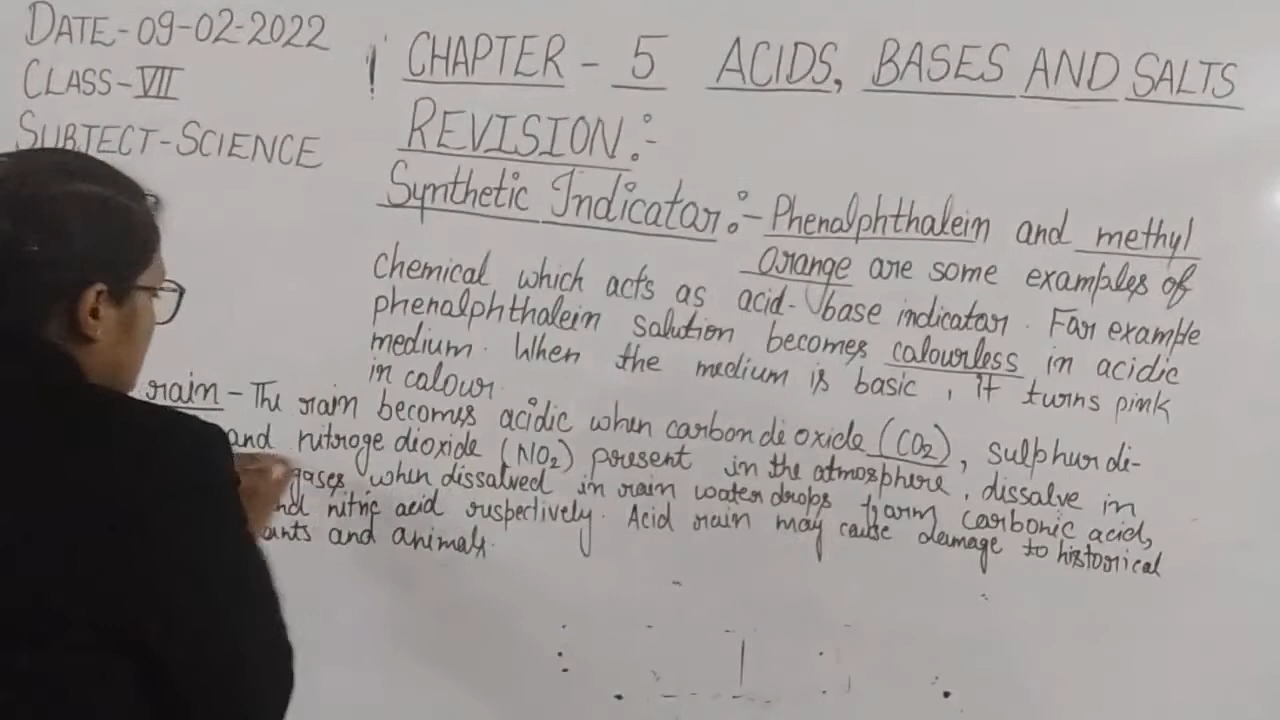 DATE-09-02-2022
CLASS-VII
SUBJECT-SCIENCE
CHAPTER - 5 ACIDS, BASES AND SALTS
REVISION:-
Synthetic Indicator:- Phenalphthalein and methyl
orange are some examples of
chemical which acts as acid-base indicator. For example
phenalphthalein solution becomes colourless in acidic
medium. When the medium is basic, it turns pink
in colour.
rain - The rain becomes acidic when carbon dioxide (CO2), sulphur di-
and nitroge dioxide (NO2) present in the atmosphere, dissolve in
gases when dissolved in rain water drops form carbonic acid,
nd nitric acid respectively. Acid rain may cause damage to historical
ants and animals.